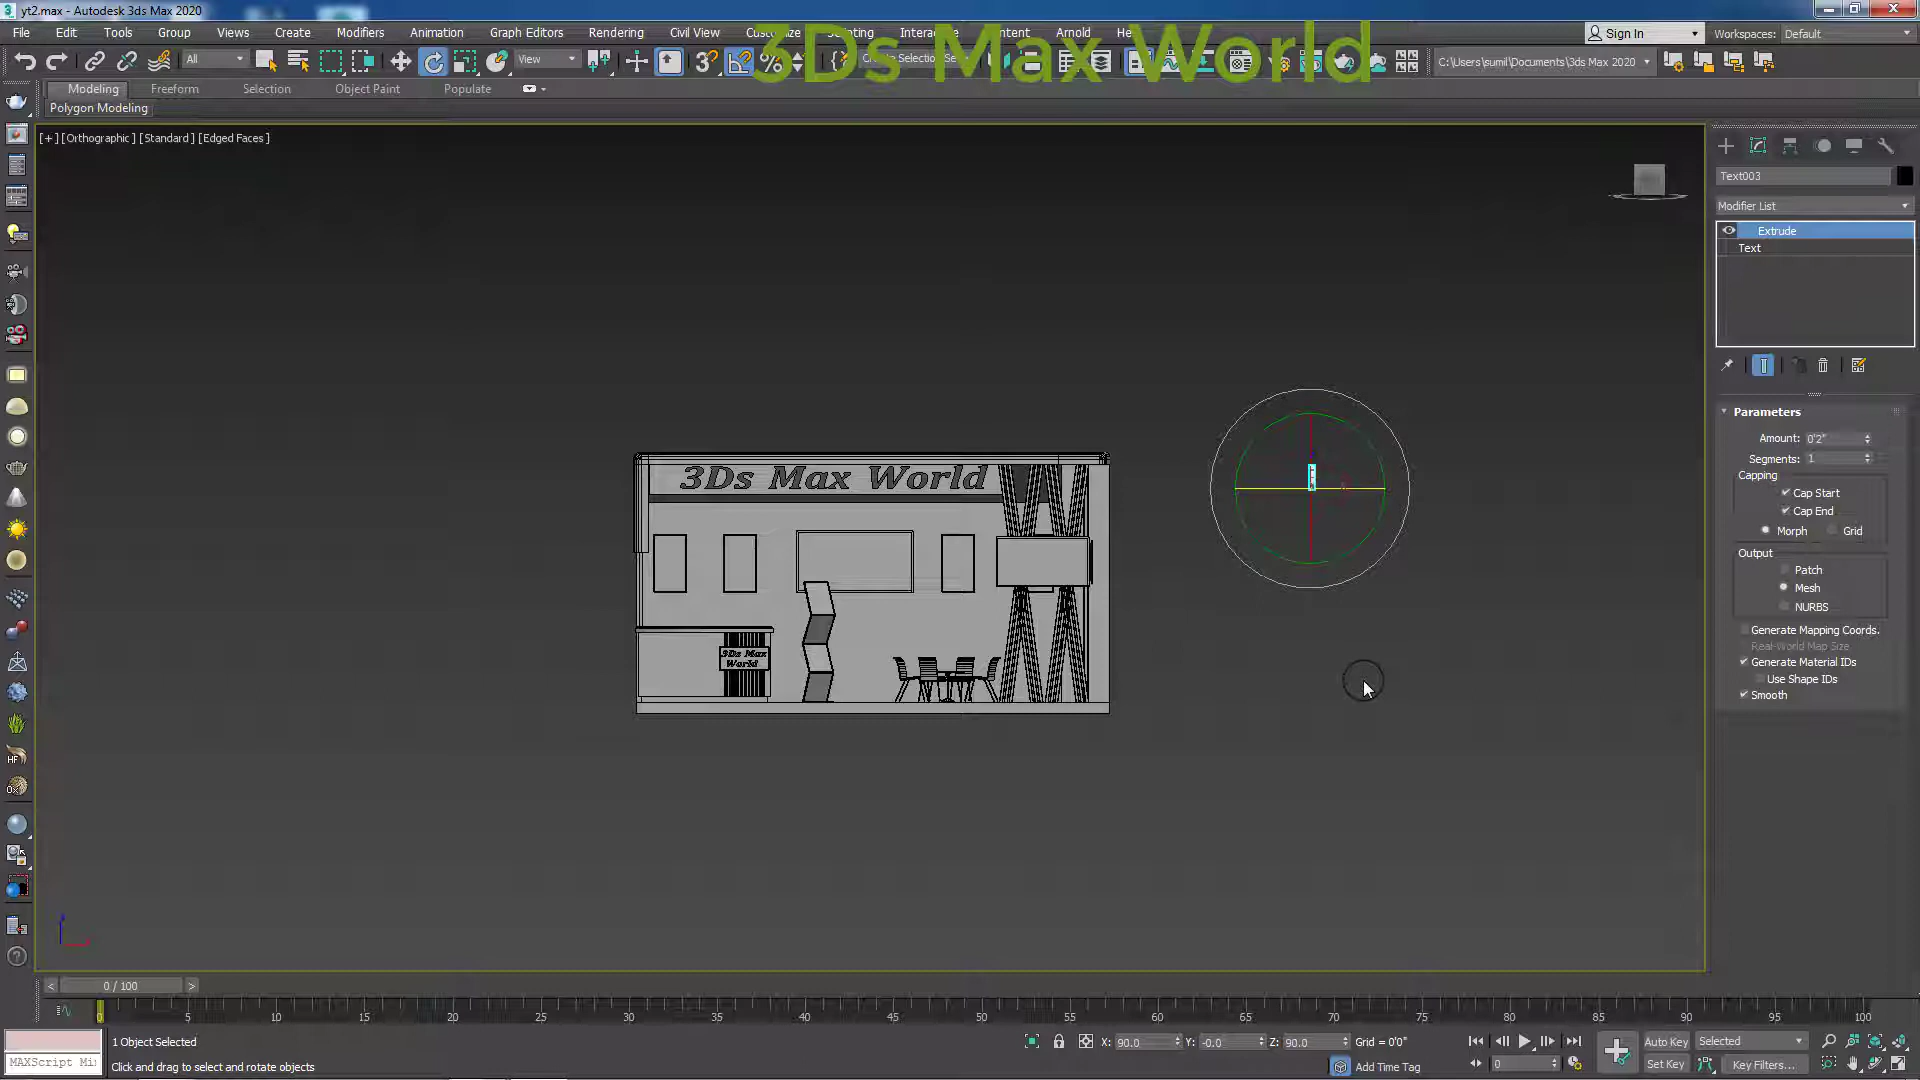 yt2.max - Autodesk 3ds Max 2020
File Edit Tools Group Views Create Modifiers Animation Graph Editors Rendering Civil View Customize Scripting Content Arnold
Sign In Workspaces: Default
3Ds Max World
All View C:\Users\sumil\Documents\3ds Max 2020
Modeling Freeform Selection Object Paint Populate
Polygon Modeling
[+] [Orthographic] [Standard] [Edged Faces]
Text003
Modifier List
Extrude
Text
Parameters
Amount: 0'2"
Segments: 1
Capping
Cap Start
Cap End
Morph Grid
Output
Patch
Mesh
NURBS
Generate Mapping Coords.
Real-World Map Size
Generate Material IDs
Use Shape IDs
Smooth
3Ds Max World
3Ds Max
World
0 / 100
0 5 10 15 20 25 30 35 40 45 50 55 60 65 70 75 80 85 90 95 100
1 Object Selected X: 90.0 Y: -0.0 Z: 90.0 Grid = 0'0" Auto Key Selected
MAXScript Mi Click and drag to select and rotate objects Add Time Tag 0 Set Key Key Filters...